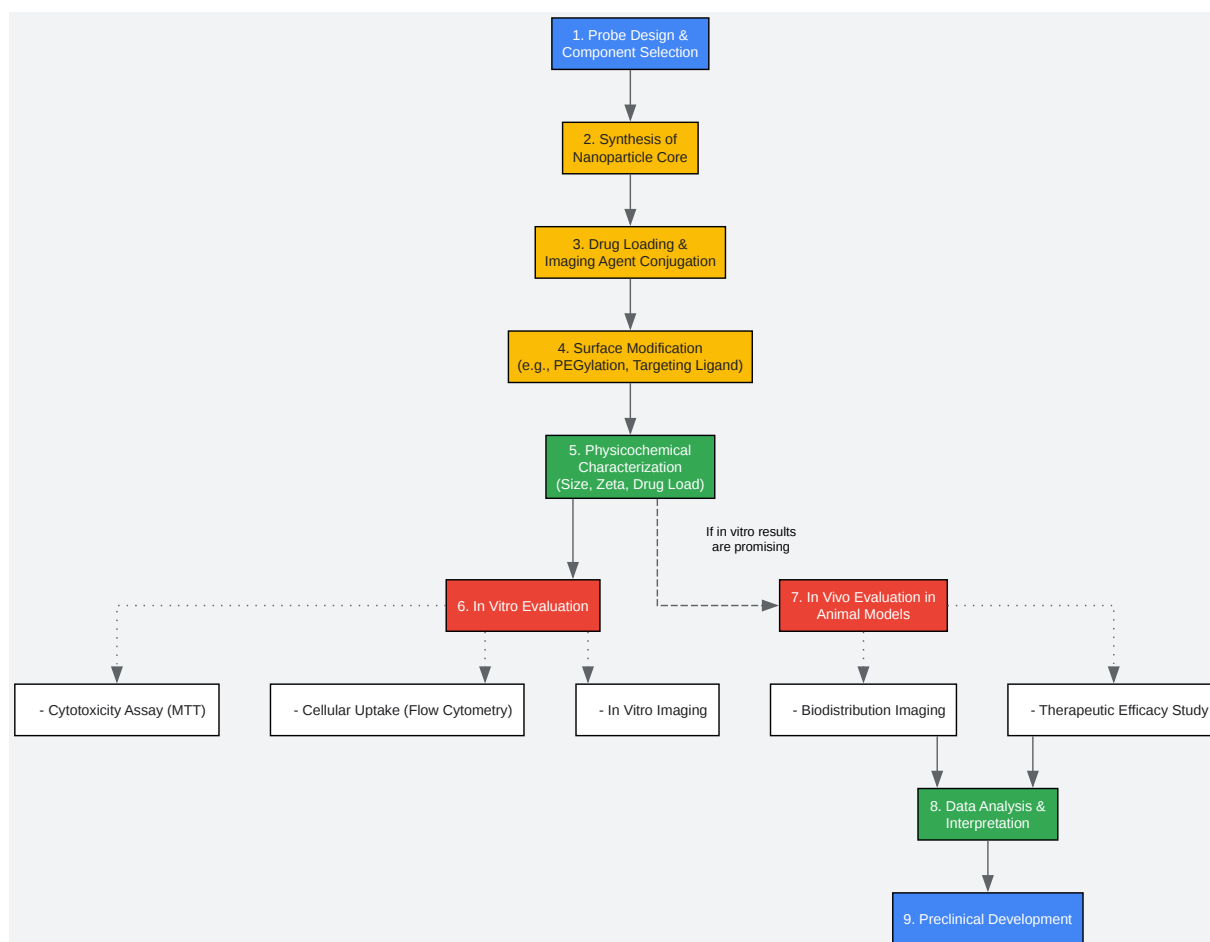 1. Probe Design &
Component Selection
2. Synthesis of
Nanoparticle Core
3. Drug Loading &
Imaging Agent Conjugation
4. Surface Modification
(e.g., PEGylation, Targeting Ligand)
5. Physicochemical
Characterization
(Size, Zeta, Drug Load)
If in vitro results
are promising
6. In Vitro Evaluation
7. In Vivo Evaluation in
Animal Models
- Cytotoxicity Assay (MTT)
- Cellular Uptake (Flow Cytometry)
- In Vitro Imaging
- Biodistribution Imaging
- Therapeutic Efficacy Study
8. Data Analysis &
Interpretation
9. Preclinical Development